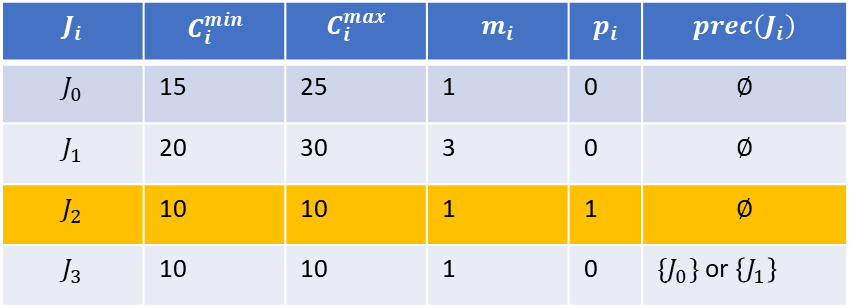 J_i C_i^min C_i^max m_i p_i prec(J_i)
J_0 15 25 1 0 ∅
J_1 20 30 3 0 ∅
J_2 10 10 1 1 ∅
J_3 10 10 1 0 {J_0} or {J_1}